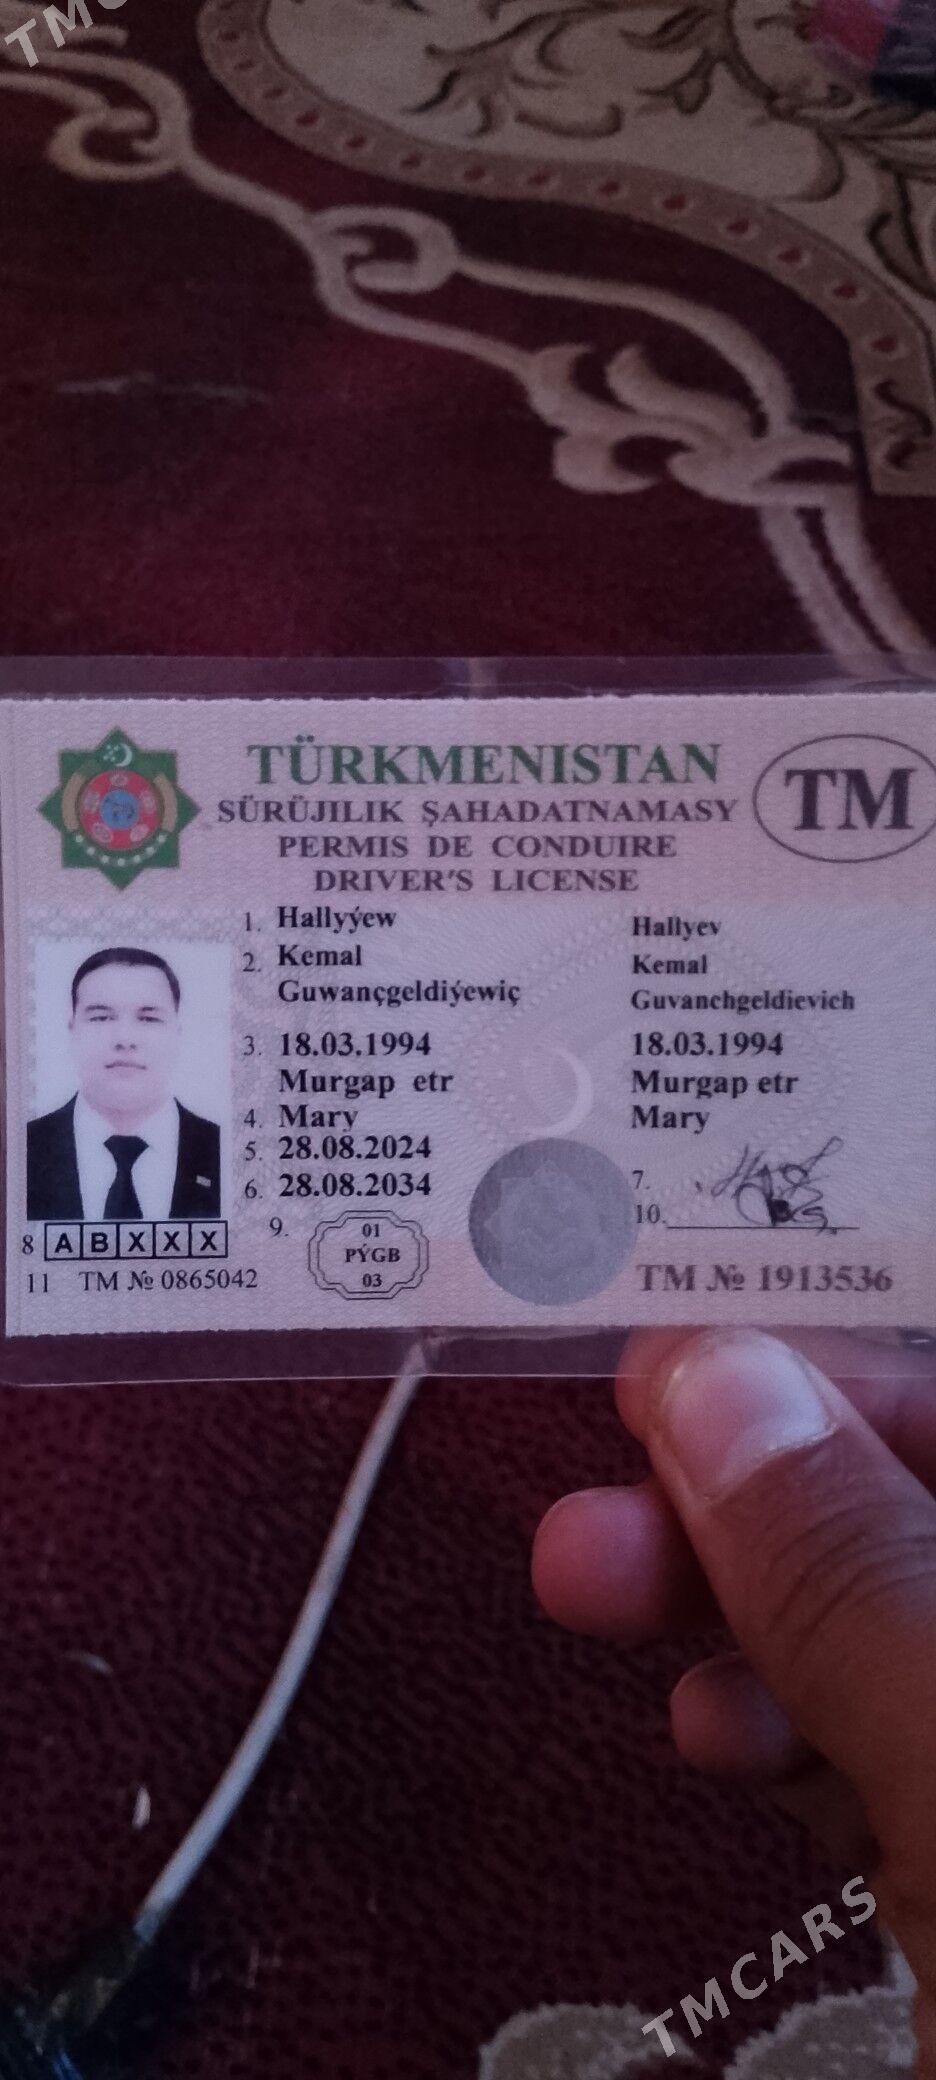 TMC
TÜRKMENISTAN
TM
SÜRÜJILIK ŞAHADATNAMASY
PERMIS DE CONDUIRE
DRIVER'S LICENSE
1. Hallyýew Hallyev
2. Kemal Kemal
Guwançgeldiýewiç Guvanchgeldievich
3. 18.03.1994 18.03.1994
Murgap etr Murgap etr
4. Mary Mary
5. 28.08.2024
6. 28.08.2034 7.
9. 01 10.
PÝGB
03
8 A B X X X
11 TM № 0865042 TM № 1913536
TMCARS